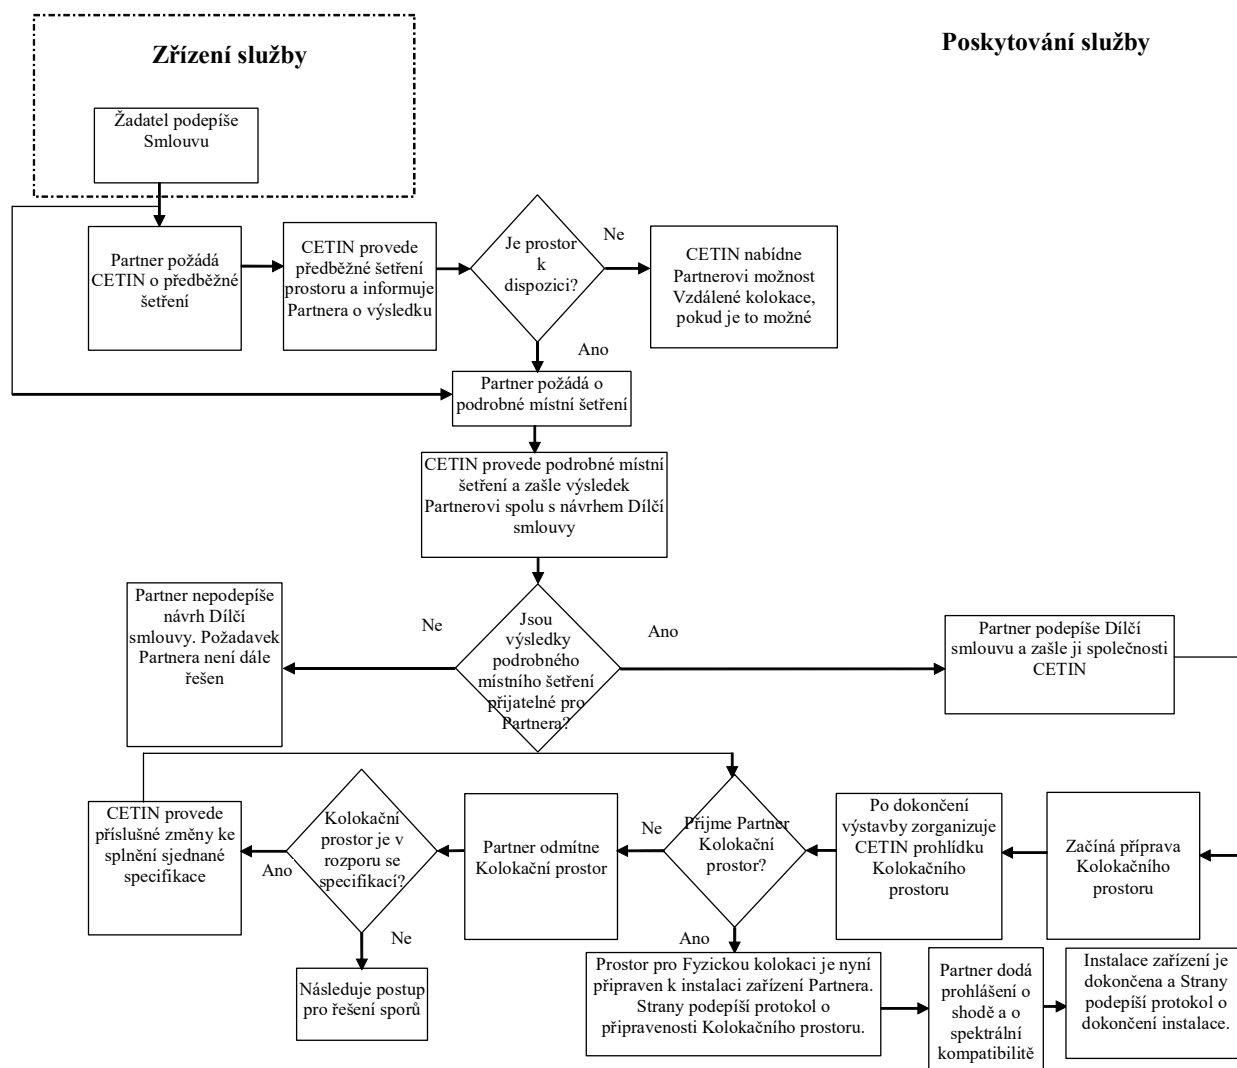 Zřízení služby
Poskytování služby
Žadatel podepíše
Smlouvu
Partner požádá
CETIN o předběžné
šetření
CETIN provede
předběžné šetření
prostoru a informuje
Partnera o výsledku
Je prostor
k
dispozici?
Ne
CETIN nabídne
Partnerovi možnost
Vzdálené kolokace,
pokud je to možné
Ano
Partner požádá o
podrobné místní šetření
CETIN provede podrobné místní
šetření a zašle výsledek
Partnerovi spolu s návrhem Dílčí
smlouvy
Partner nepodepíše
návrh Dílčí
smlouvy. Požadavek
Partnera není dále
řešen
Ne
Jsou
výsledky
podrobného
místního šetření
přijatelné pro
Partnera?
Ano
Partner podepíše Dílčí
smlouvu a zašle ji společnosti
CETIN
CETIN provede
příslušné změny ke
splnění sjednané
specifikace
Ano
Kolokační
prostor je v
rozporu se
specifikací?
Partner odmítne
Kolokační prostor
Ne
Přijme Partner
Kolokační
prostor?
Po dokončení
výstavby zorganizuje
CETIN prohlídku
Kolokačního
prostoru
Začíná příprava
Kolokačního
prostoru
Ne
Ano
Následuje postup
pro řešení sporů
Prostor pro Fyzickou kolokaci je nyní
připraven k instalaci zařízení Partnera.
Strany podepíší protokol o
připravenosti Kolokačního prostoru.
Partner dodá
prohlášení o
shodě a o
spektrální
kompatibilitě
Instalace zařízení je
dokončena a Strany
podepíší protokol o
dokončení instalace.